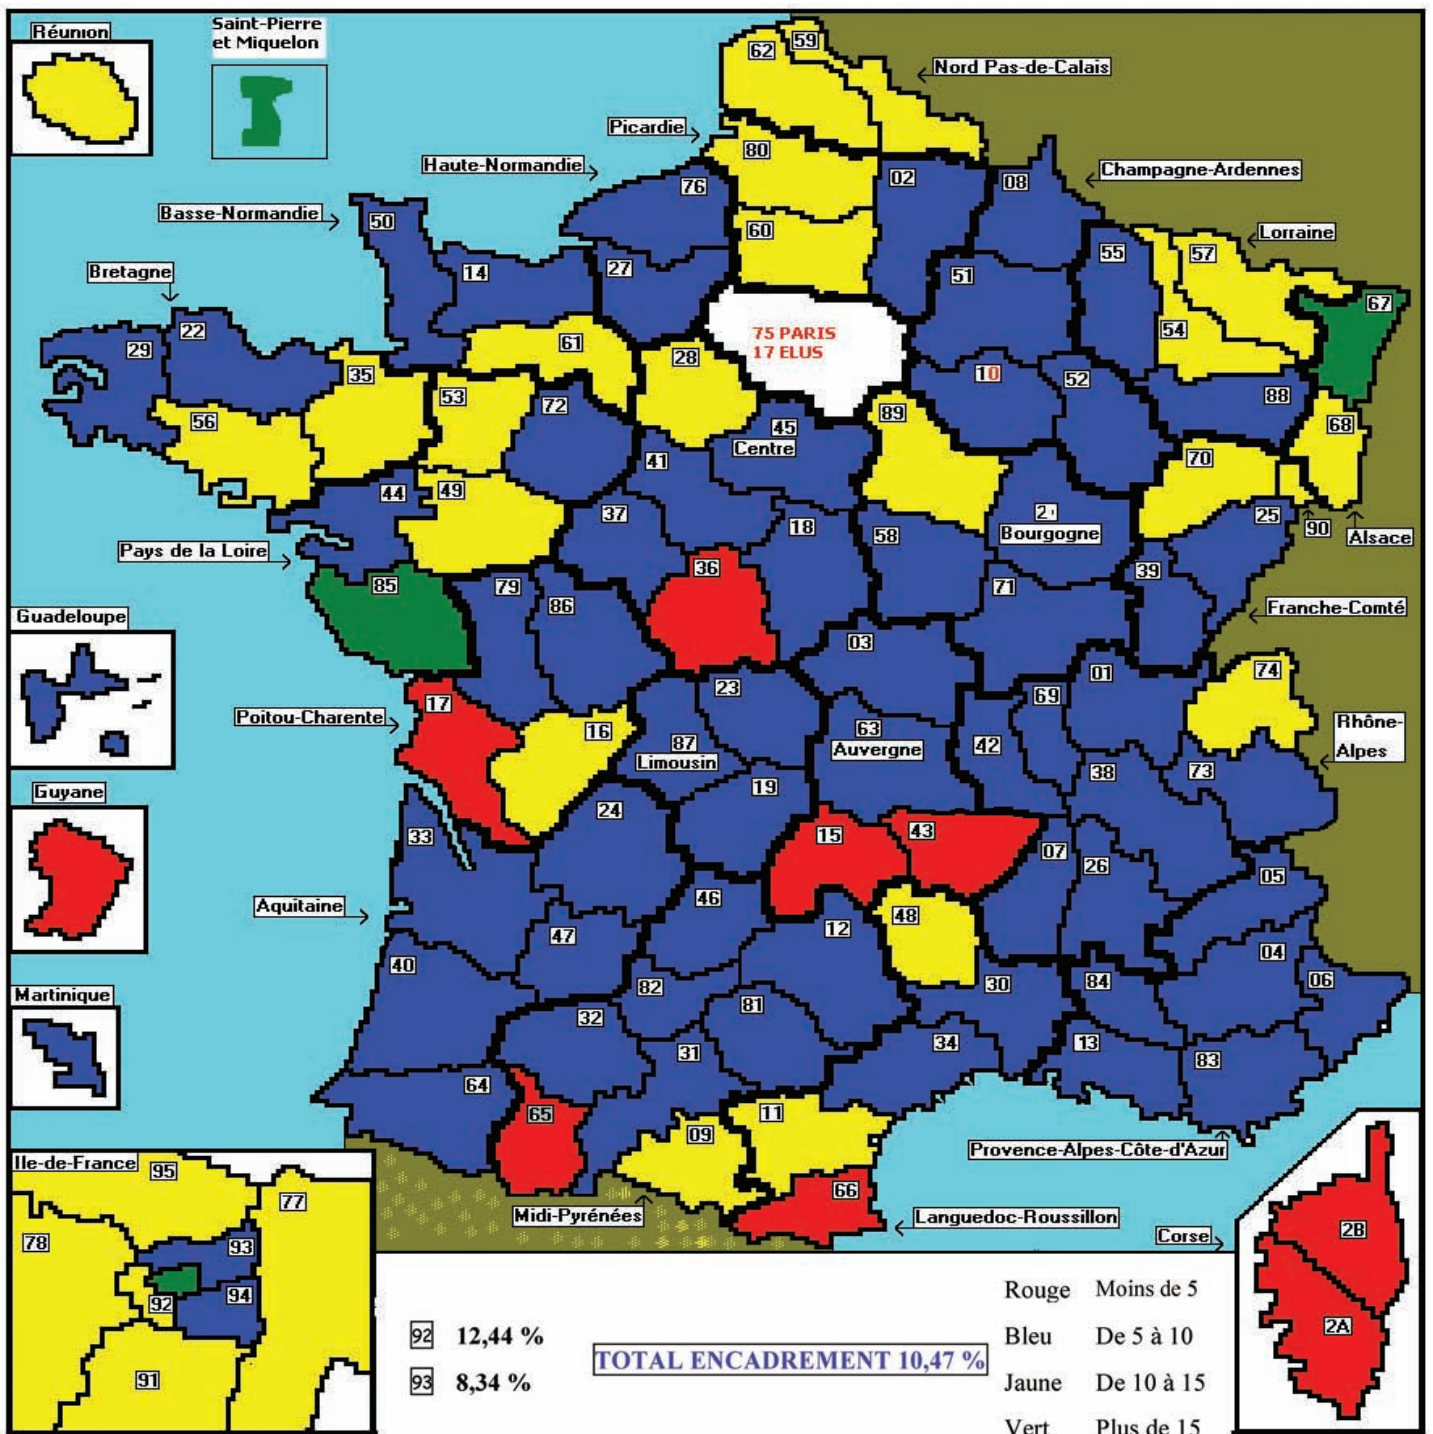 Réunion
Saint-Pierre
et Miquelon
62
59
Nord Pas-de-Calais
Picardie
80
Haute-Normandie
76
02
08
Champagne-Ardennes
Basse-Normandie
50
60
Lorraine
57
55
Bretagne
14
27
51
67
22
29
61
75 PARIS
17 ELUS
54
28
35
53
72
10
52
88
89
56
45
Centre
68
41
70
44
49
37
18
58
Bourgogne
25
90
Alsace
Pays de la Loire
36
39
85
79
86
71
Guadeloupe
Franche-Comté
03
01
74
17
23
69
Poitou-Charente
16
87
Limousin
63
Auvergne
42
Rhône-
Alpes
38
73
Guyane
19
24
33
15
43
07
26
05
Aquitaine
46
48
12
47
04
40
82
30
84
06
Martinique
32
81
31
34
13
83
64
65
11
09
Provence-Alpes-Côte-d'Azur
Ile-de-France
95
77
66
Midi-Pyrénées
Languedoc-Roussillon
Corse
78
93
2B
92
94
2A
91
Rouge Moins de 5
92 12,44 %
Bleu De 5 à 10
TOTAL ENCADREMENT 10,47 %
93 8,34 %
Jaune De 10 à 15
Vert Plus de 15